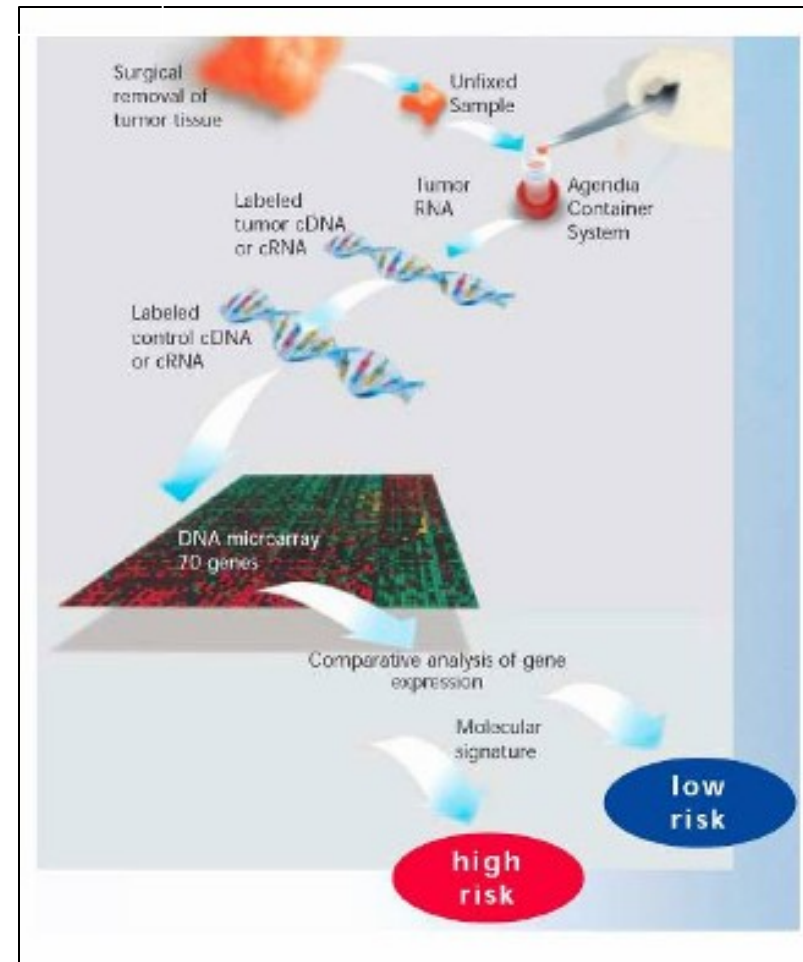 Surgical
removal of
tumor tissue
Unfixed
Sample
Tumor
RNA
Agendia
Container
System
Labeled
tumor cDNA
or cRNA
Labeled
control cDNA
or cRNA
DNA microarray
70 genes
Comparative analysis of gene
expression
Molecular
signature
low
risk
high
risk